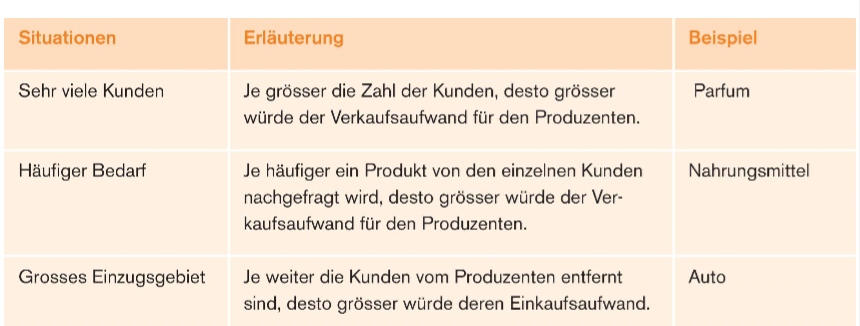 Situationen Erläuterung Beispiel
Sehr viele Kunden Je grösser die Zahl der Kunden, desto grösser Parfum
würde der Verkaufsaufwand für den Produzenten.
Häufiger Bedarf Je häufiger ein Produkt von den einzelnen Kunden Nahrungsmittel
nachgefragt wird, desto grösser würde der Ver-
kaufsaufwand für den Produzenten.
Grosses Einzugsgebiet Je weiter die Kunden vom Produzenten entfernt Auto
sind, desto grösser würde deren Einkaufsaufwand.